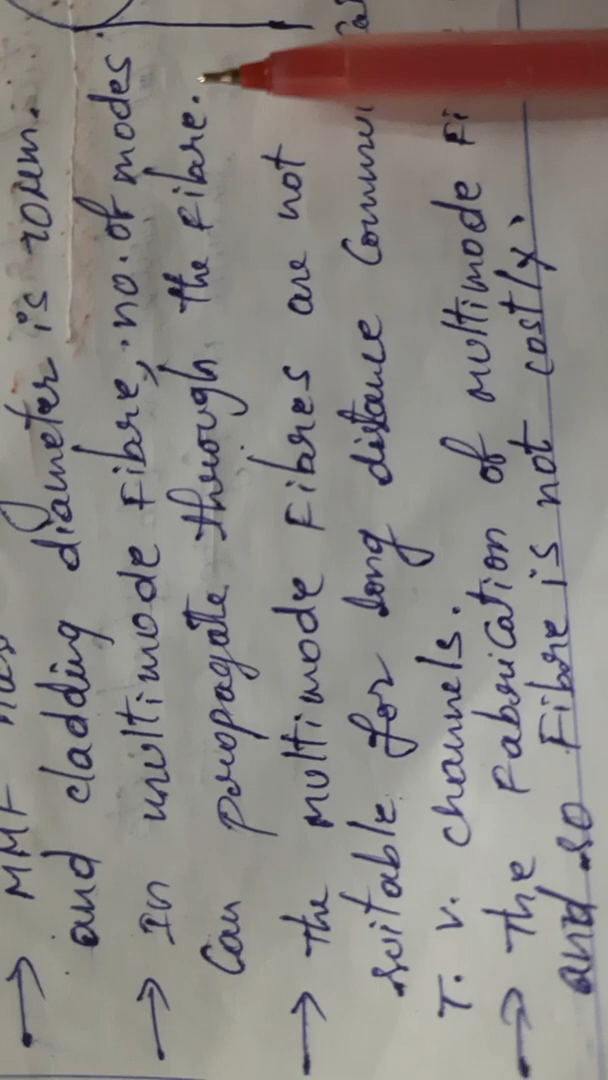 → MMF has
and cladding diameter is 70μm.
→ In multimode Fibre, no. of modes
Can propagate through the Fibre.
→ the multimode Fibres are not
suitable for long distance Commu
T. V. channels.
→ The Fabrication of multimode Fi
and so Fibre is not costly.